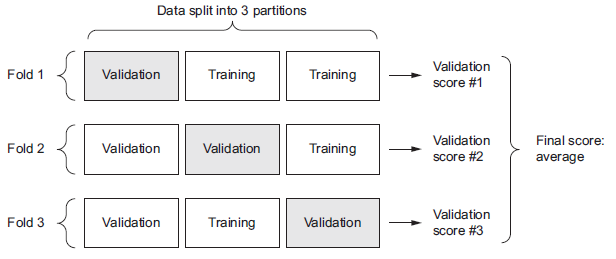 Data split into 3 partitions
Fold 1
Validation
Training
Training
Validation
score #1
Fold 2
Validation
Validation
Training
Validation
score #2
Final score:
average
Fold 3
Validation
Training
Validation
Validation
score #3